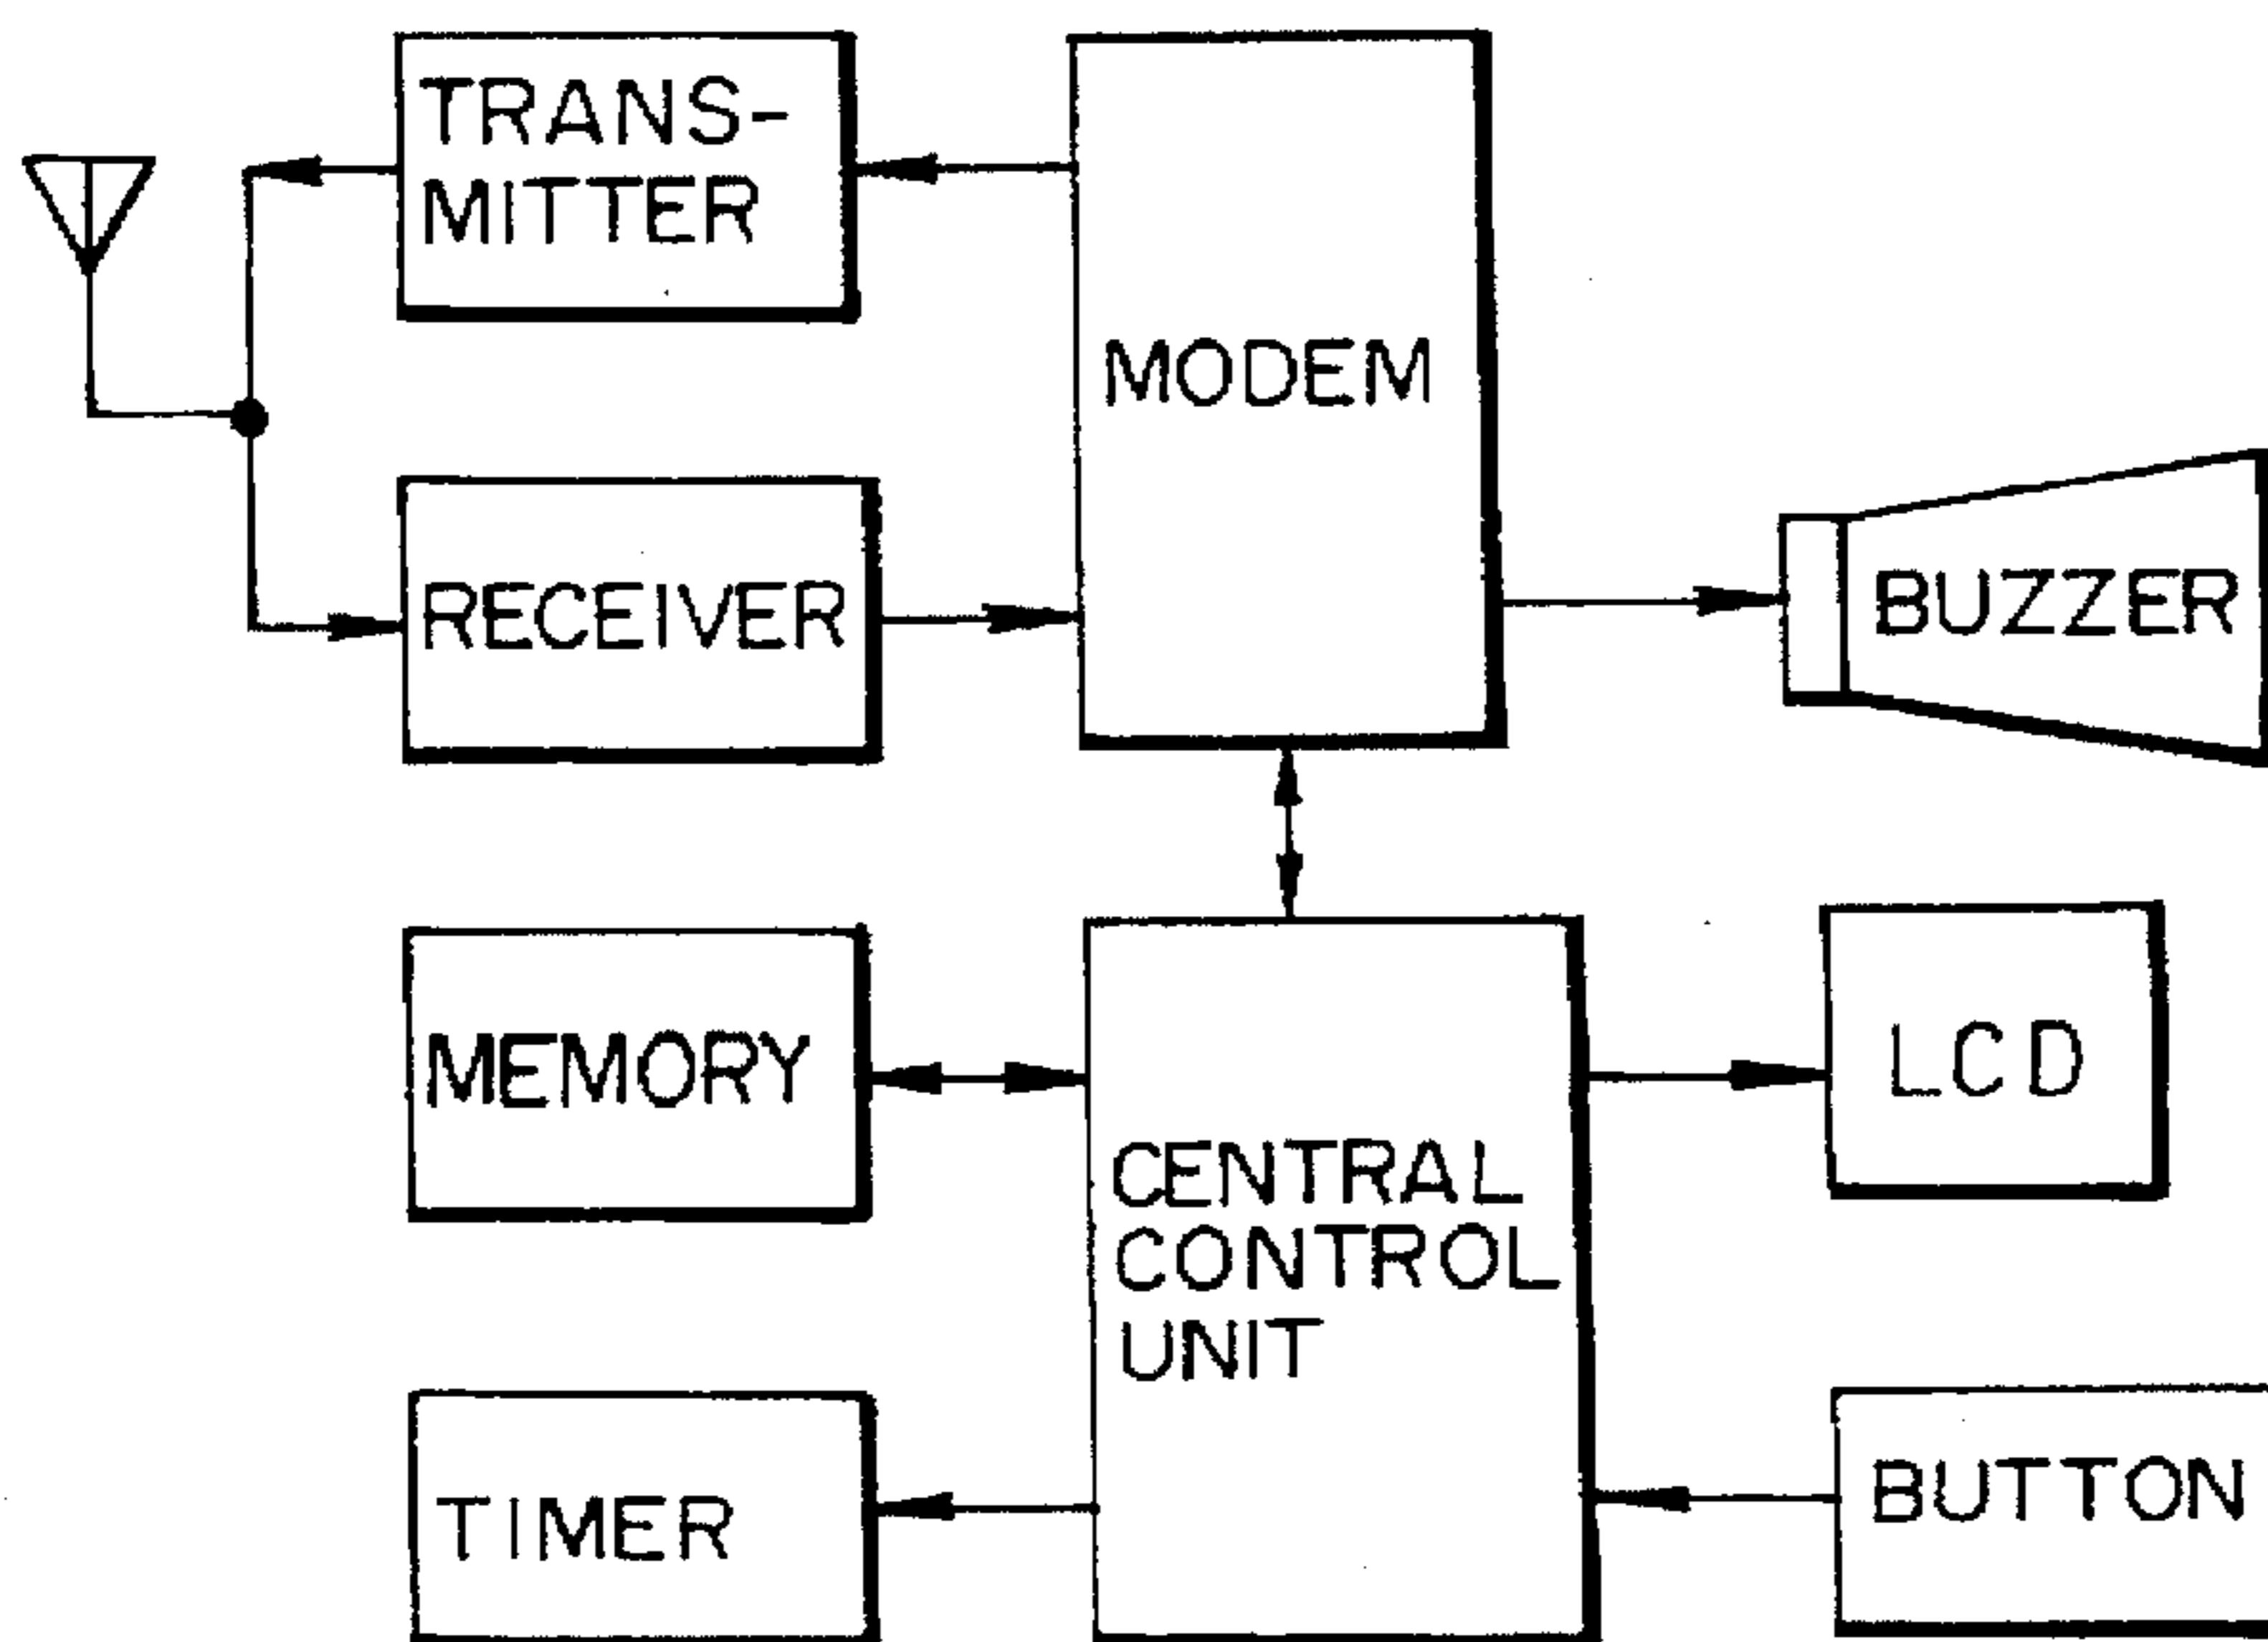 TRANS-
MITTER
MODEM
RECEIVER
BUZZER
MEMORY
LCD
CENTRAL
CONTROL
UNIT
TIMER
BUTTON